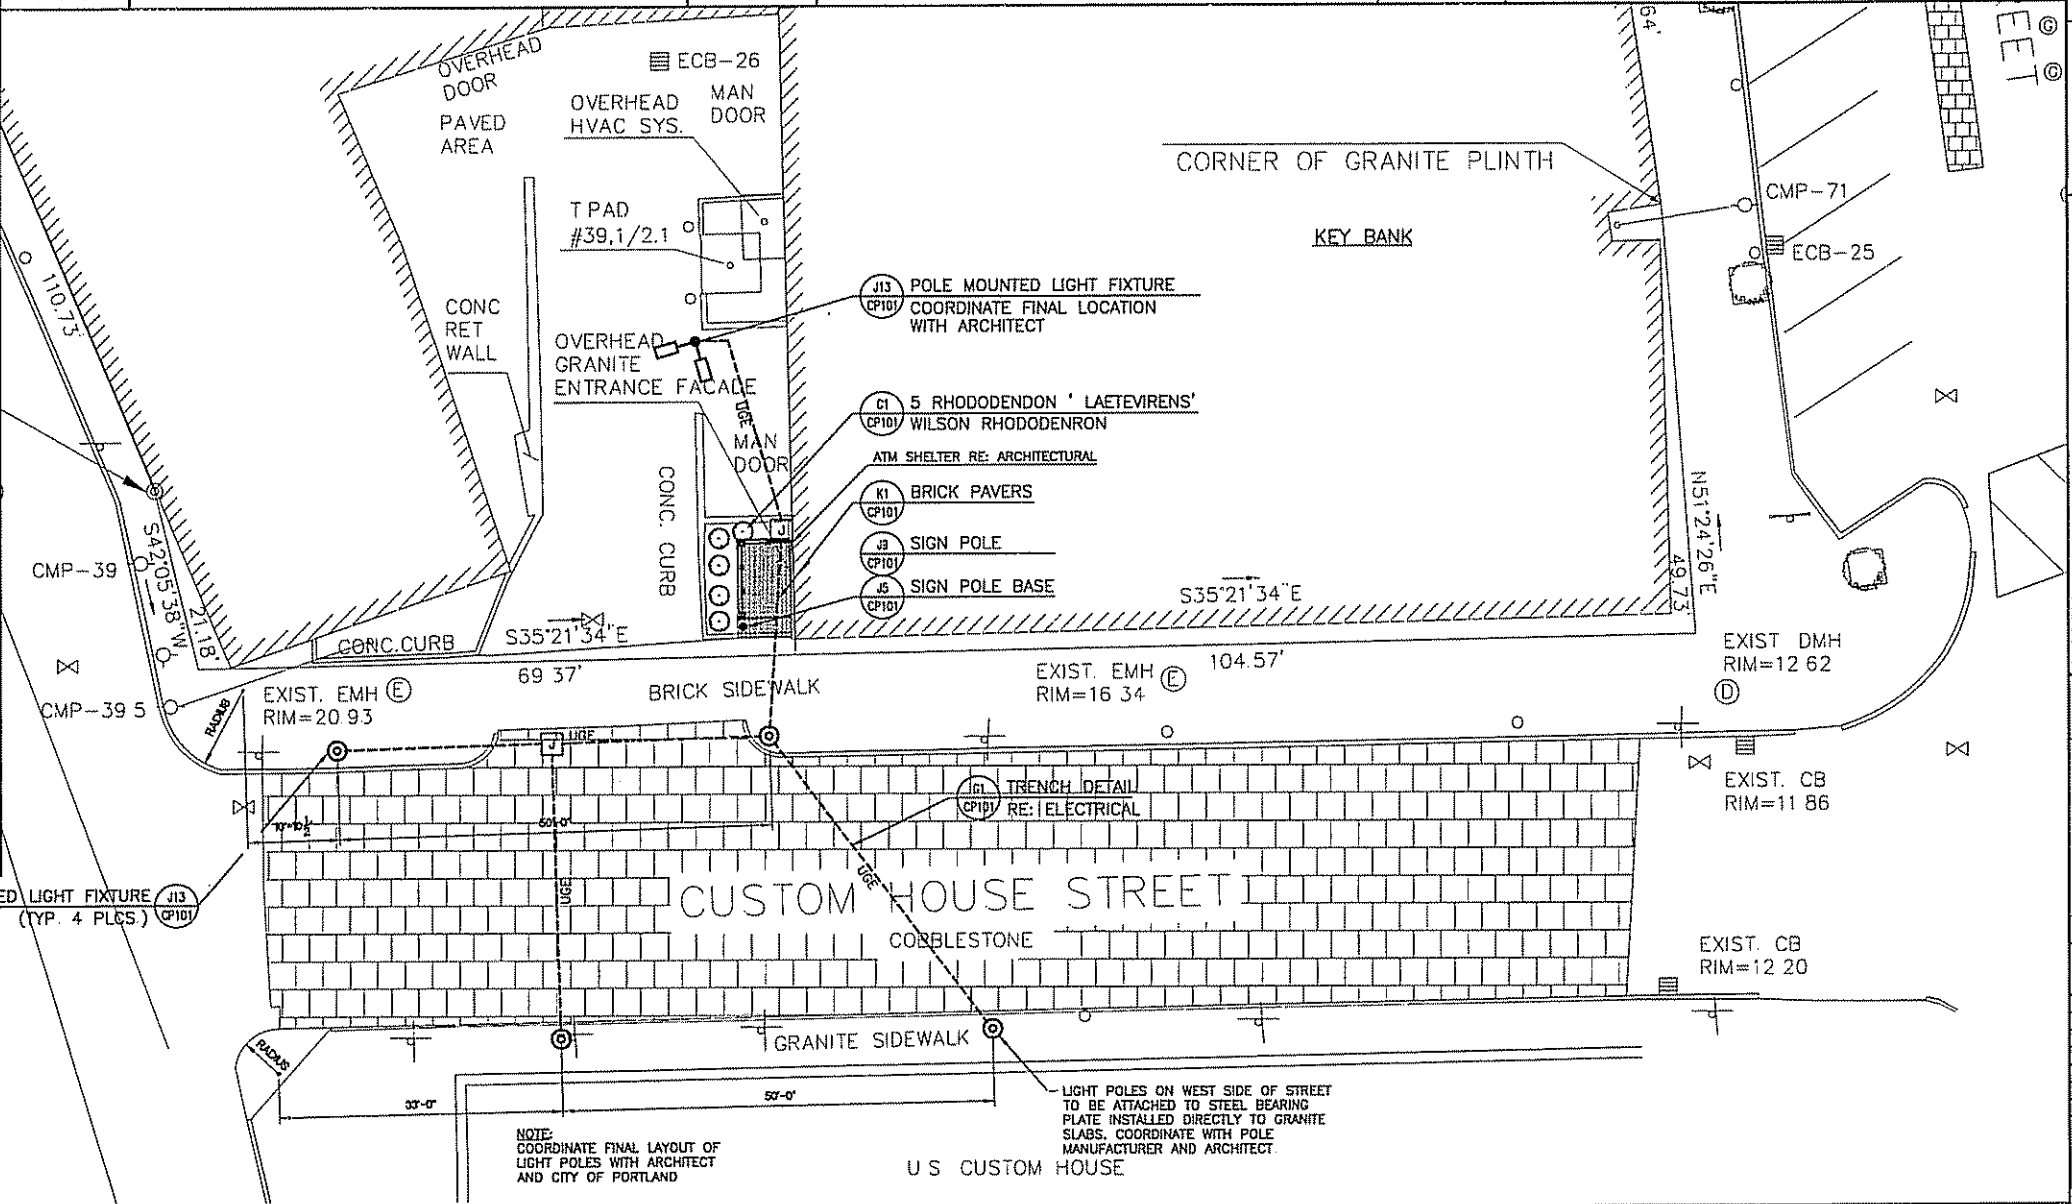 OVERHEAD
DOOR
PAVED
AREA
ECB-26
OVERHEAD
HVAC SYS.
MAN
DOOR
T PAD
#39,1/2.1
CORNER OF GRANITE PLINTH
KEY BANK
64'
EET
G
G
CMP-71
ECB-25
110.73'
CONC
RET
WALL
OVERHEAD
GRANITE
ENTRANCE FACADE
UGE
MAN
DOOR
J13
CP101
POLE MOUNTED LIGHT FIXTURE
COORDINATE FINAL LOCATION
WITH ARCHITECT
CP101
5 RHODODENDON ' LAETEVIRENS'
WILSON RHODODENRON
ATM SHELTER RE: ARCHITECTURAL
K1
CP101
BRICK PAVERS
CP101
SIGN POLE
J5
CP101
SIGN POLE BASE
J
CONC. CURB
CMP-39
S42°05'38"W
21.18'
CONC.CURB
S35°21'34"E
69 37'
S35°21'34"E
104.57'
N51°24'26"E
49.73'
CMP-39 5
RADIUS
EXIST. EMH E
RIM=20 93
BRICK SIDEWALK
EXIST. EMH E
RIM=16 34
EXIST DMH
RIM=12 62
D
J
UGE
G1
CP101
TRENCH DETAIL
RE: ELECTRICAL
EXIST. CB
RIM=11 86
50'-0"
UGE
UGE
ED LIGHT FIXTURE
(TYP. 4 PLCS.)
J13
CP101
CUSTOM HOUSE STREET
COBBLESTONE
EXIST. CB
RIM=12 20
RADIUS
GRANITE SIDEWALK
33'-0"
50'-0"
LIGHT POLES ON WEST SIDE OF STREET
TO BE ATTACHED TO STEEL BEARING
PLATE INSTALLED DIRECTLY TO GRANITE
SLABS. COORDINATE WITH POLE
MANUFACTURER AND ARCHITECT.
NOTE:
COORDINATE FINAL LAYOUT OF
LIGHT POLES WITH ARCHITECT
AND CITY OF PORTLAND
U S CUSTOM HOUSE